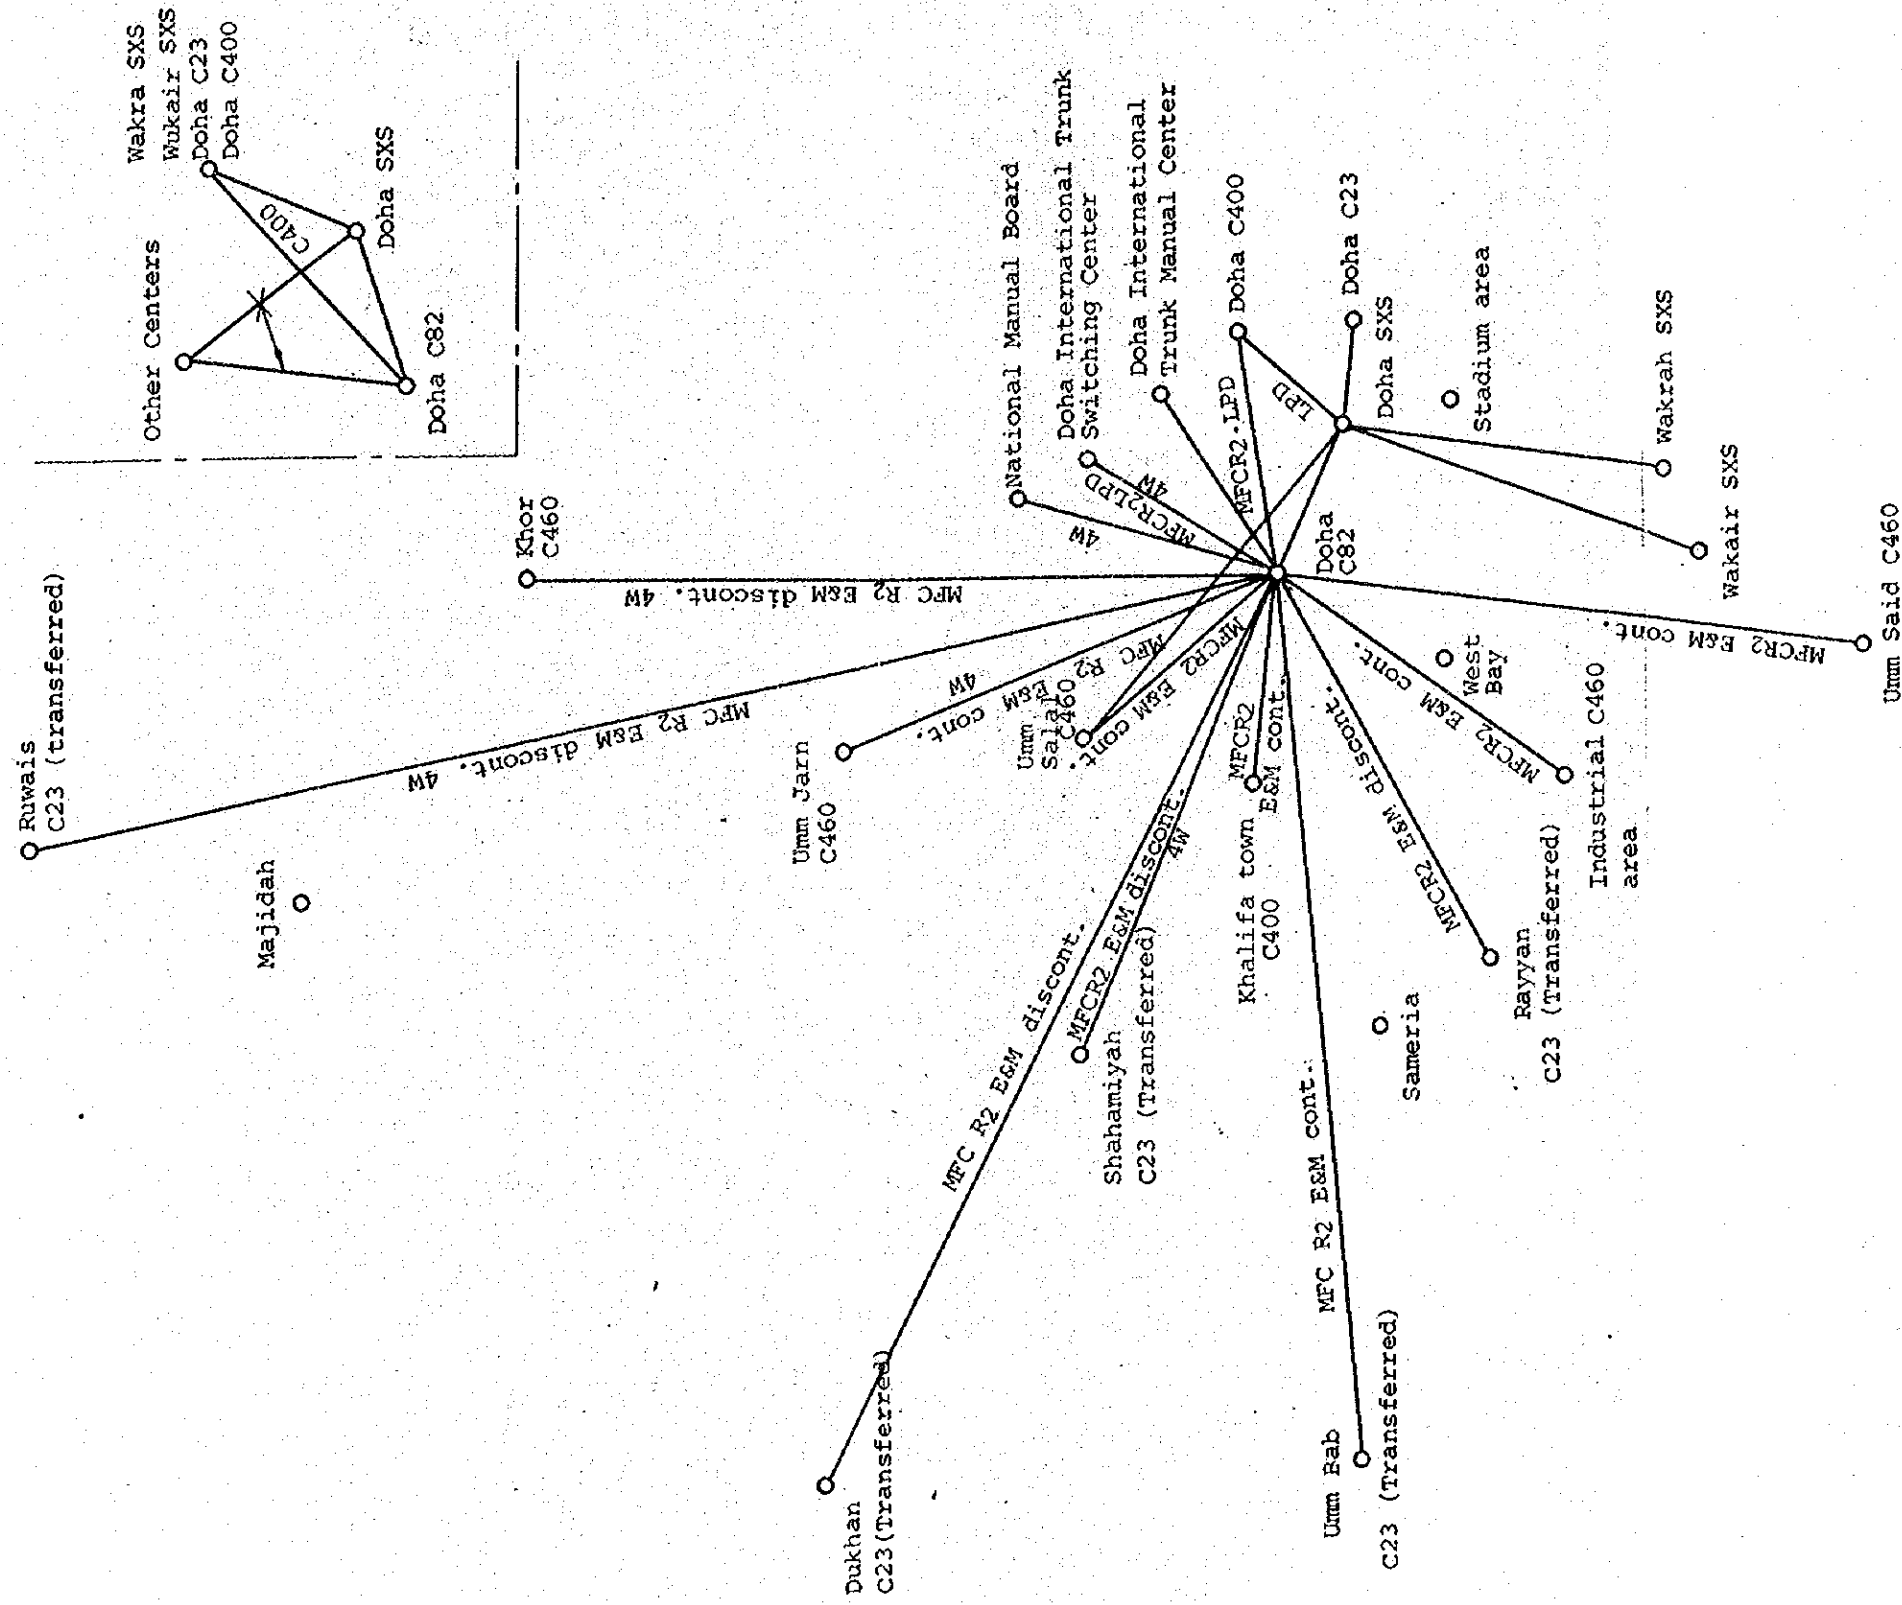 Wakra SXS
Wukair SXS
Doha C23
Doha C400
Other Centers
C400
Doha SXS
Doha C82
Ruwais
C23 (transferred)
MFC R2 E&M discont. 4W
Majidah
Khor
C460
MFC R2 E&M discont. 4W
Umm Jarn
C460
MFC R2 E&M cont.
4W
National Manual Board
4W
Doha International Trunk
Switching Center
MFCR2LPD
4W
Doha International
Trunk Manual Center
Doha C400
MFCR2-LPD
LPD
Doha C23
Doha SXS
Stadium area
Wakrah SXS
Wakair SXS
Doha
C82
Umm
C460
MFCR2 E&M cont.
Dukhan
C23(Transferred)
MFC R2 E&M discont.
Shahamiyah
C23 (Transferred)
MFCR2 E&M discont.
4W
Khalifa town
C400
MFCR2
E&M cont.
Umm Bab
C23 (Transferred)
MFC R2 E&M cont.
Sameria
Rayyan
C23 (Transferred)
MFCR2 E&M discont.
West
Bay
Industrial C460
area
MFCR2 E&M cont.
Umm Said C460
MFCR2 E&M cont.